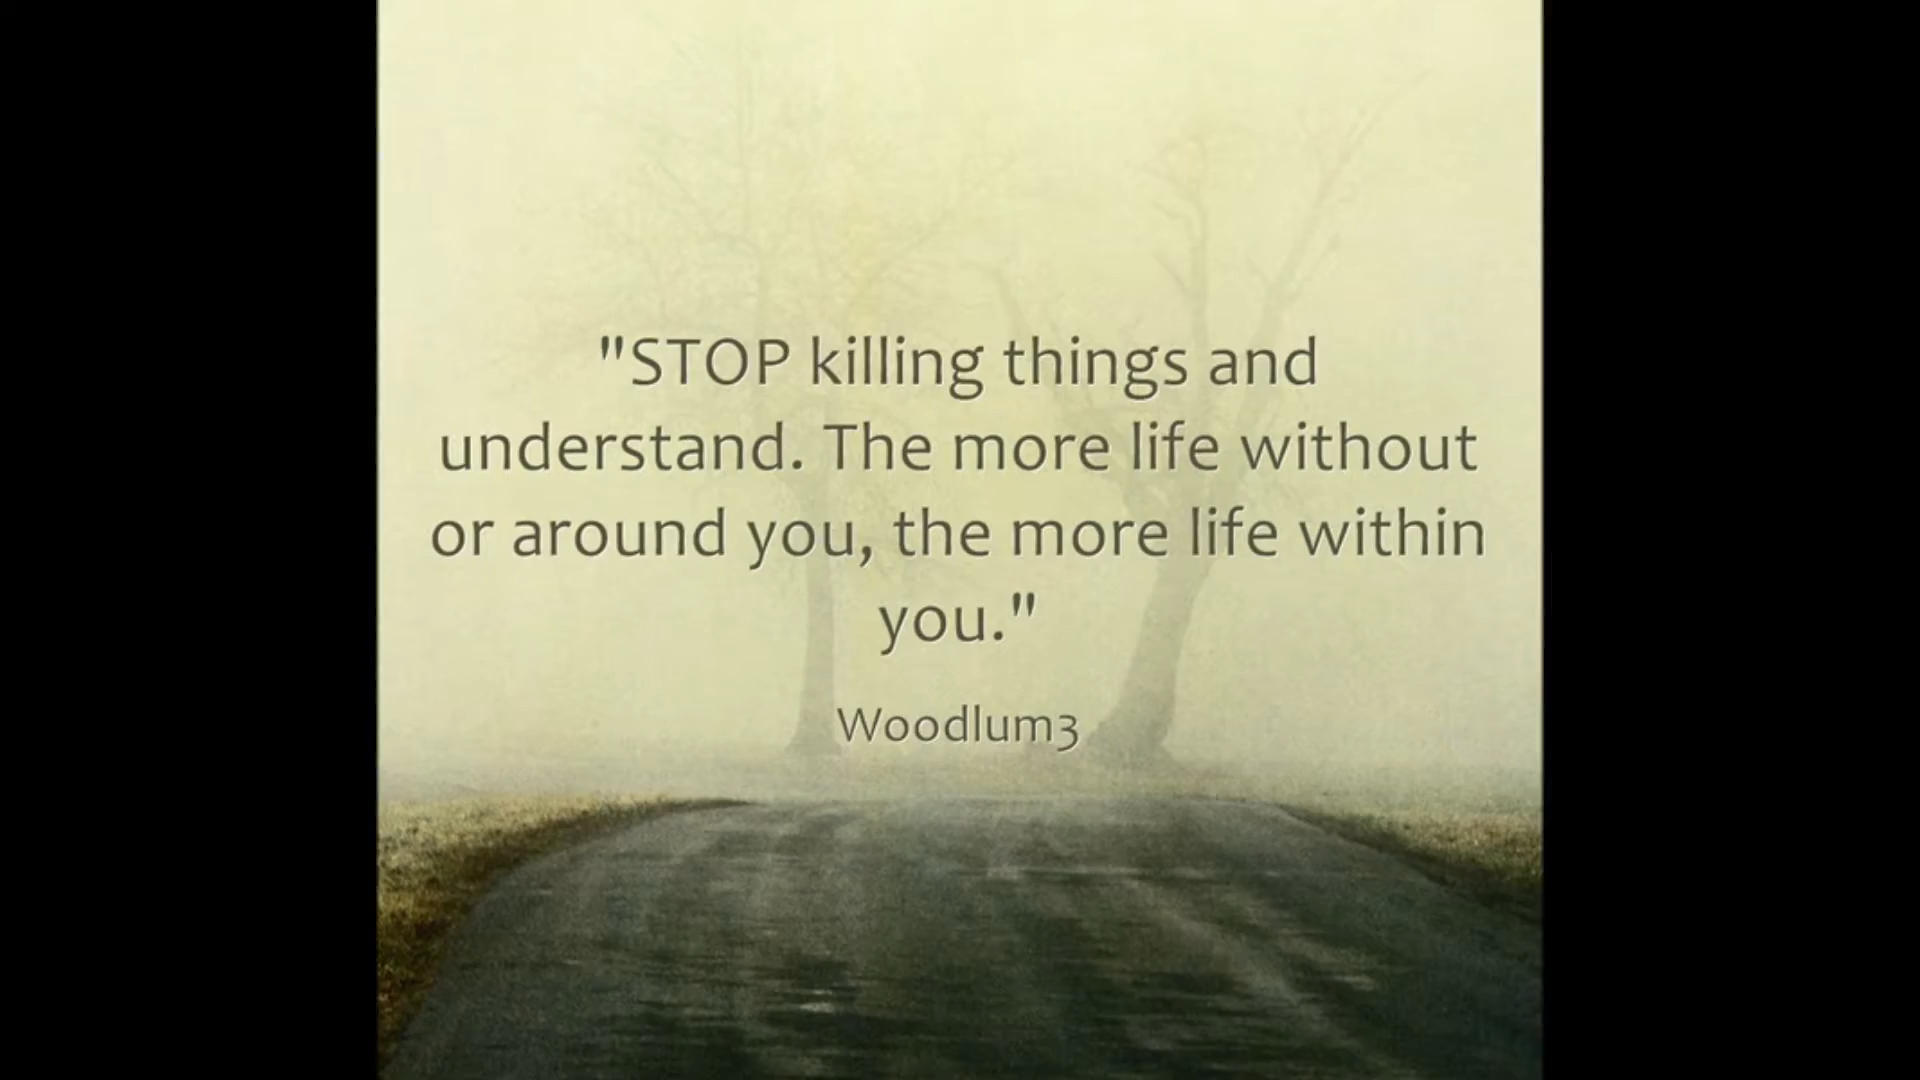 "STOP killing things and
understand. The more life without
or around you, the more life within
you."
Woodlum3